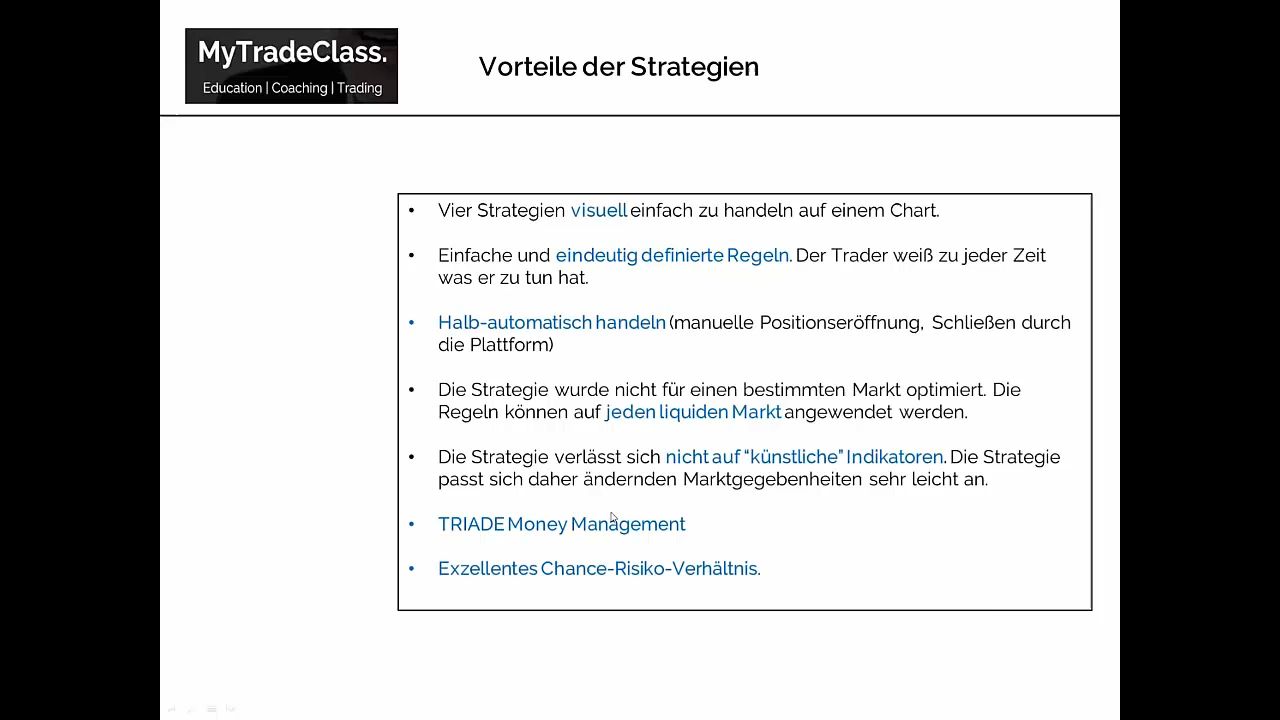 MyTradeClass.
Education | Coaching | Trading
Vorteile der Strategien
• Vier Strategien visuell einfach zu handeln auf einem Chart.
• Einfache und eindeutig definierte Regeln. Der Trader weiß zu jeder Zeit
was er zu tun hat.
• Halb-automatisch handeln (manuelle Positionseröffnung, Schließen durch
die Plattform)
• Die Strategie wurde nicht für einen bestimmten Markt optimiert. Die
Regeln können auf jeden liquiden Markt angewendet werden.
• Die Strategie verlässt sich nicht auf “künstliche” Indikatoren. Die Strategie
passt sich daher ändernden Marktgegebenheiten sehr leicht an.
• TRIADE Money Management
• Exzellentes Chance-Risiko-Verhältnis.